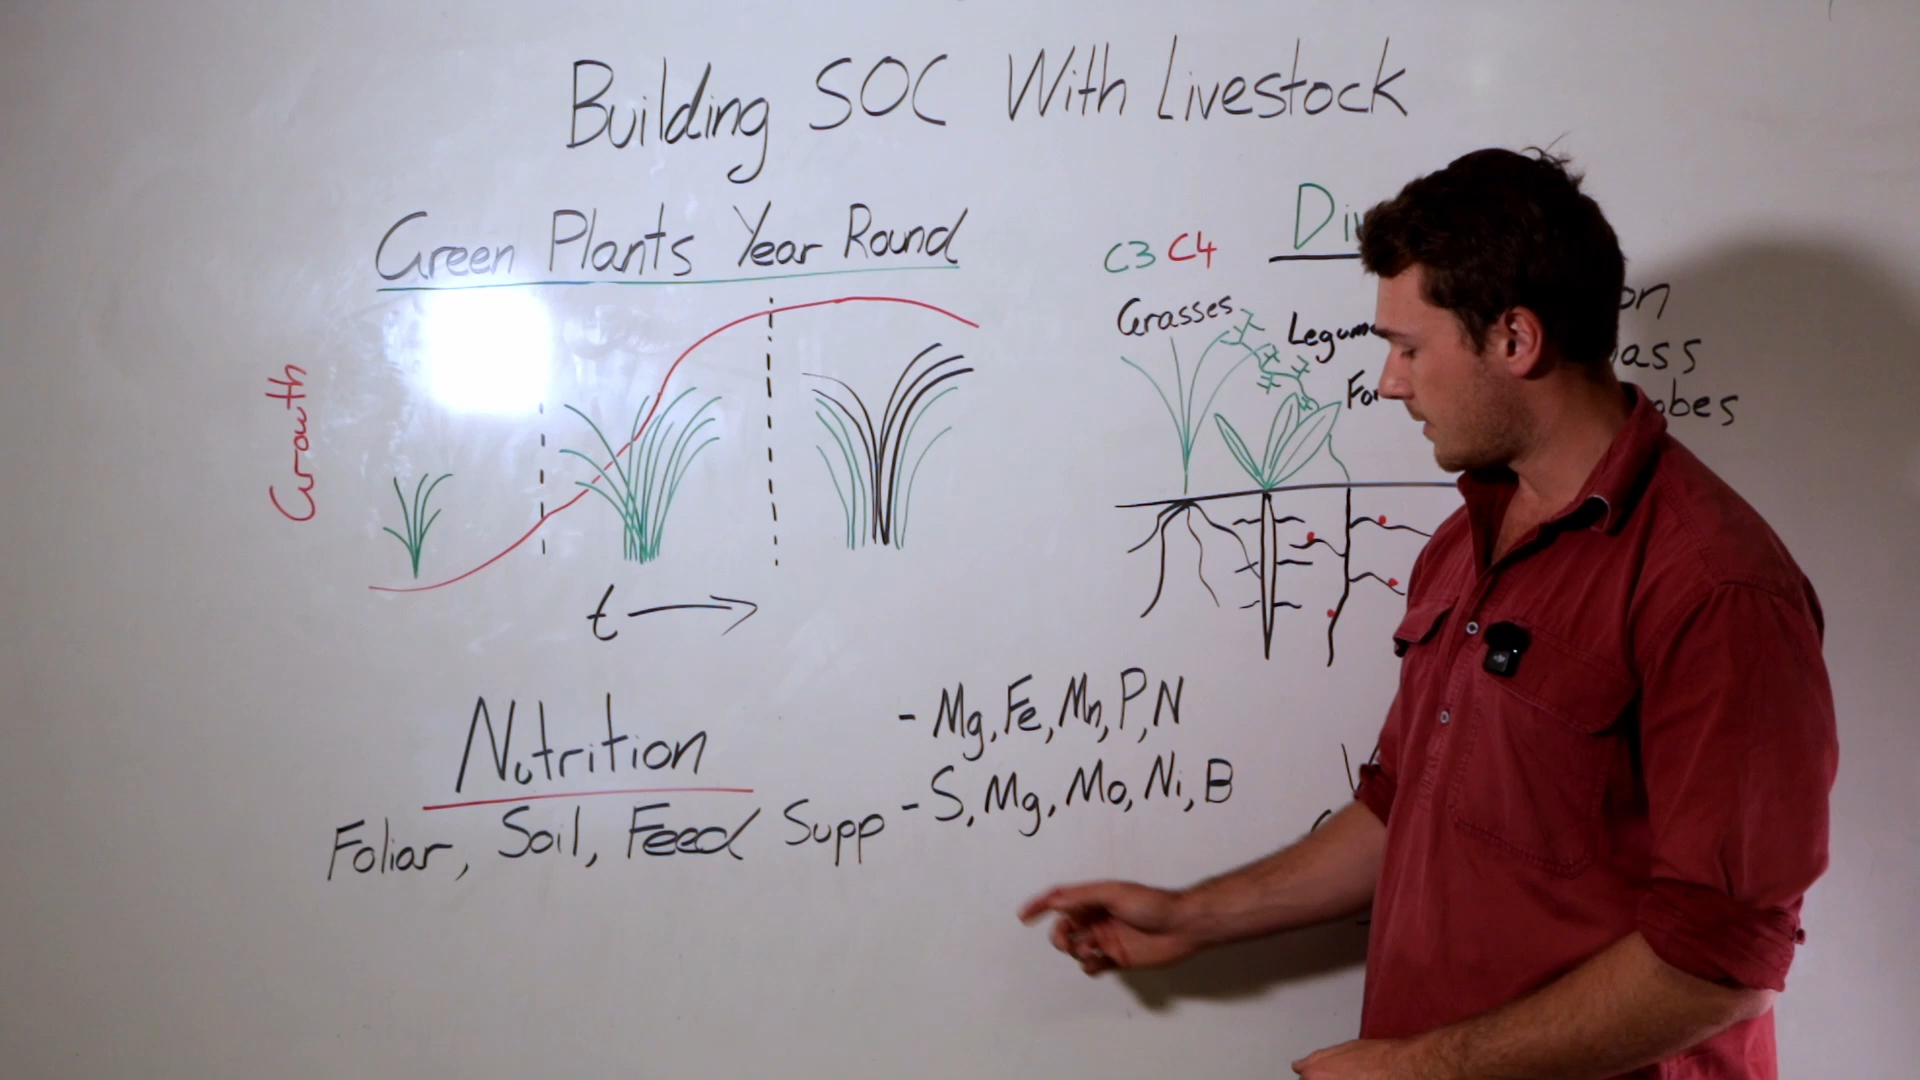 Building SOC With Livestock
Green Plants Year Round
Growth
t
C3 C4
Grasses
Nutrition
Foliar, Soil, Feed Supp
- Mg, Fe, Mn, P, N
- S, Mg, Mo, Ni, B